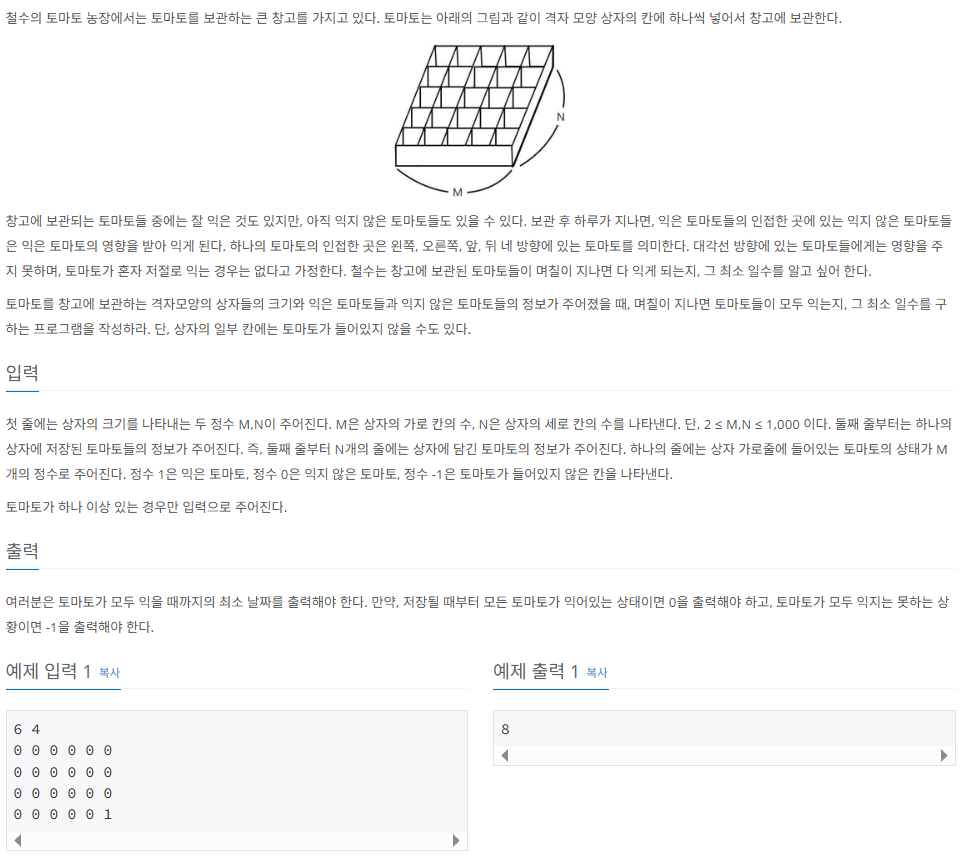 철수의 토마토 농장에서는 토마토를 보관하는 큰 창고를 가지고 있다. 토마토는 아래의 그림과 같이 격자 모양 상자의 칸에 하나씩 넣어서 창고에 보관한다.
N
M
창고에 보관되는 토마토들 중에는 잘 익은 것도 있지만, 아직 익지 않은 토마토들도 있을 수 있다. 보관 후 하루가 지나면, 익은 토마토들의 인접한 곳에 있는 익지 않은 토마토들
은 익은 토마토의 영향을 받아 익게 된다. 하나의 토마토의 인접한 곳은 왼쪽, 오른쪽, 앞, 뒤 네 방향에 있는 토마토를 의미한다. 대각선 방향에 있는 토마토들에게는 영향을 주
지 못하며, 토마토가 혼자 저절로 익는 경우는 없다고 가정한다. 철수는 창고에 보관된 토마토들이 며칠이 지나면 다 익게 되는지, 그 최소 일수를 알고 싶어 한다.
토마토를 창고에 보관하는 격자모양의 상자들의 크기와 익은 토마토들과 익지 않은 토마토들의 정보가 주어졌을 때, 며칠이 지나면 토마토들이 모두 익는지, 그 최소 일수를 구
하는 프로그램을 작성하라. 단, 상자의 일부 칸에는 토마토가 들어있지 않을 수도 있다.
입력
첫 줄에는 상자의 크기를 나타내는 두 정수 M,N이 주어진다. M은 상자의 가로 칸의 수, N은 상자의 세로 칸의 수를 나타낸다. 단, 2 ≤ M,N ≤ 1,000 이다. 둘째 줄부터는 하나의
상자에 저장된 토마토들의 정보가 주어진다. 즉, 둘째 줄부터 N개의 줄에는 상자에 담긴 토마토의 정보가 주어진다. 하나의 줄에는 상자 가로줄에 들어있는 토마토의 상태가 M
개의 정수로 주어진다. 정수 1은 익은 토마토, 정수 0은 익지 않은 토마토, 정수 -1은 토마토가 들어있지 않은 칸을 나타낸다.
토마토가 하나 이상 있는 경우만 입력으로 주어진다.
출력
여러분은 토마토가 모두 익을 때까지의 최소 날짜를 출력해야 한다. 만약, 저장될 때부터 모든 토마토가 익어있는 상태이면 0을 출력해야 하고, 토마토가 모두 익지는 못하는 상
황이면 -1을 출력해야 한다.
예제 입력 1 복사
6 4
0 0 0 0 0 0
0 0 0 0 0 0
0 0 0 0 0 0
0 0 0 0 0 1
예제 출력 1 복사
8